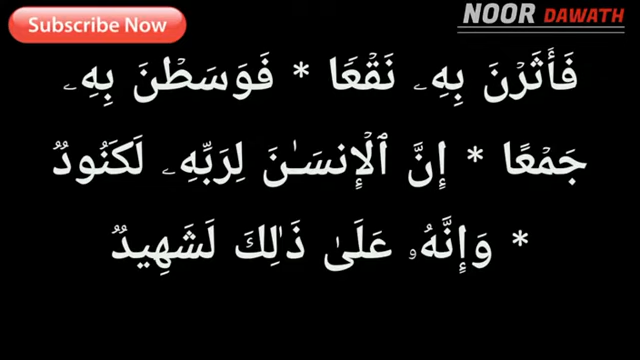 Subscribe Now
NOOR DAWATH
فَأَثَرْنَ بِهِۦ نَقْعًا * فَوَسَطْنَ بِهِۦ
جَمْعًا * إِنَّ ٱلْإِنسَـٰنَ لِرَبِّهِۦ لَكَنُودٌ
* وَإِنَّهُۥ عَلَىٰ ذَٰلِكَ لَشَهِيدٌ